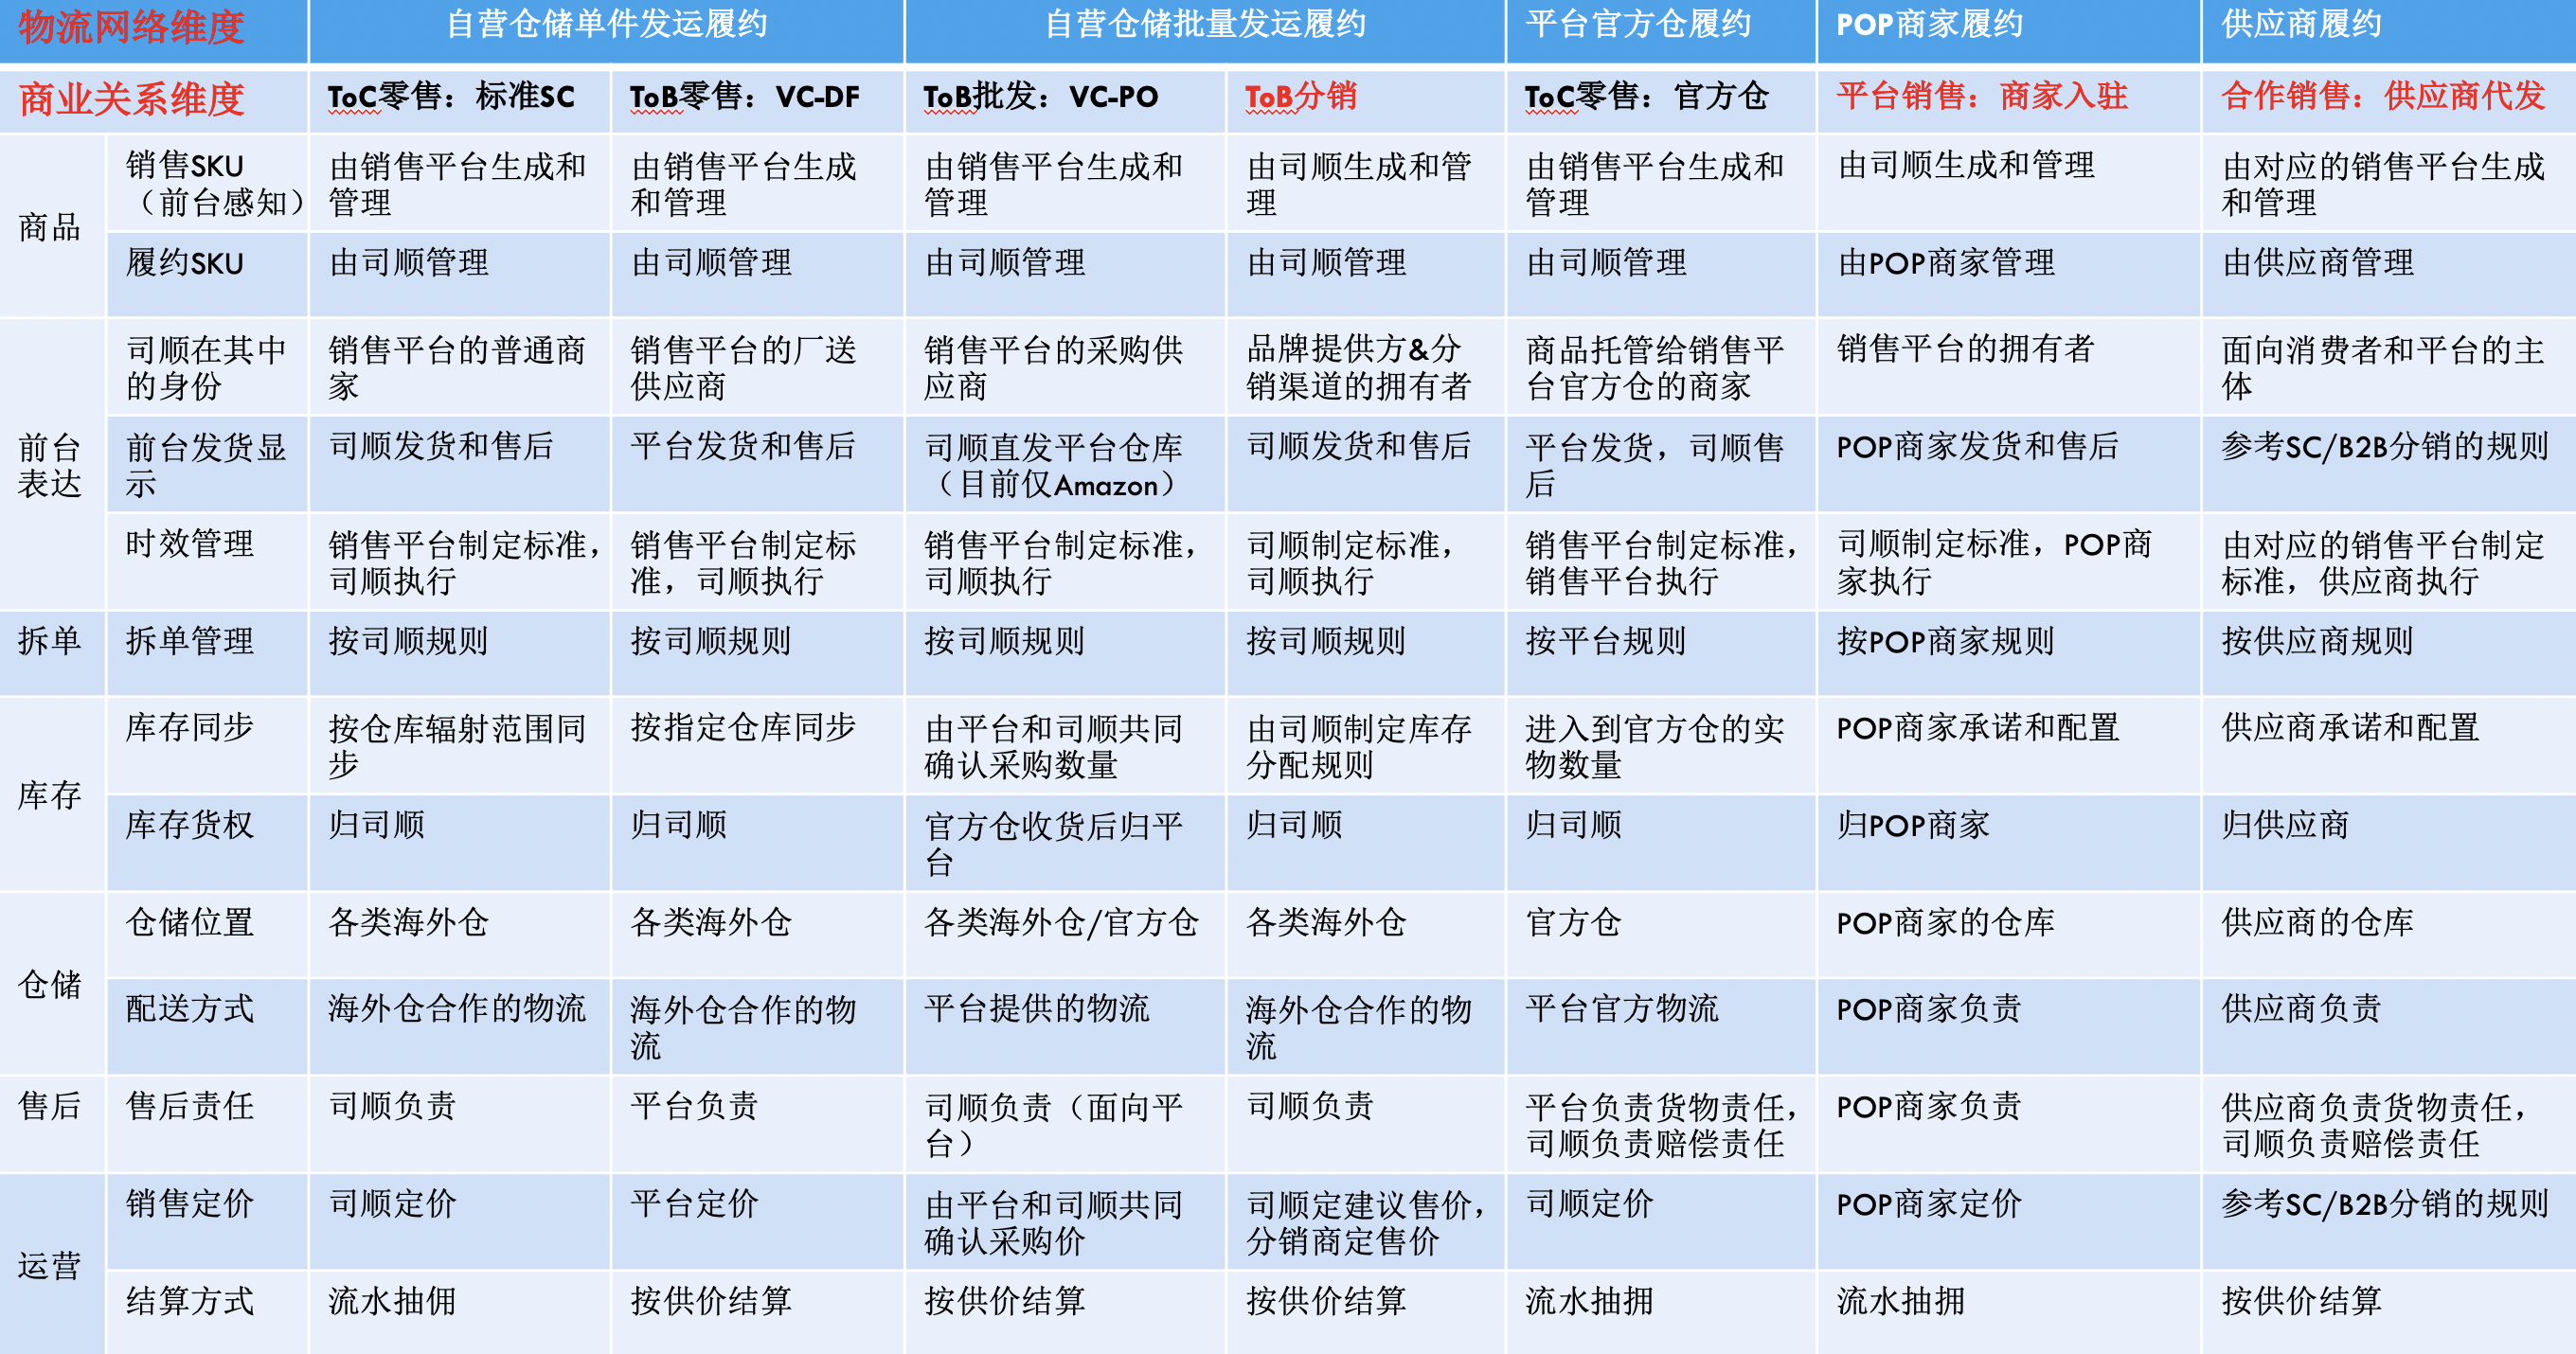 物流网络维度
自营仓储单件发运履约
自营仓储批量发运履约
平台官方仓履约
POP商家履约
供应商履约
商业关系维度
ToC零售：标准SC
ToB零售：VC-DF
ToB批发：VC-PO
ToB分销
ToC零售：官方仓
平台销售：商家入驻
合作销售：供应商代发
商品
销售SKU
（前台感知）
由销售平台生成和
管理
由销售平台生成
和管理
由销售平台生成和
管理
由司顺生成和管
理
由销售平台生成和
管理
由司顺生成和管理
由对应的销售平台生成
和管理
履约SKU
由司顺管理
由司顺管理
由司顺管理
由司顺管理
由司顺管理
由POP商家管理
由供应商管理
前台
表达
司顺在其中
的身份
销售平台的普通商
家
销售平台的厂送
供应商
销售平台的采购供
应商
品牌提供方&分
销渠道的拥有者
商品托管给销售平
台官方仓的商家
销售平台的拥有者
面向消费者和平台的主
体
前台发货显
示
司顺发货和售后
平台发货和售后
司顺直发平台仓库
（目前仅Amazon）
司顺发货和售后
平台发货，司顺售
后
POP商家发货和售后
参考SC/B2B分销的规则
时效管理
销售平台制定标准，
司顺执行
销售平台制定标
准，司顺执行
销售平台制定标准，
司顺执行
司顺制定标准，
司顺执行
销售平台制定标准，
销售平台执行
司顺制定标准，POP商
家执行
由对应的销售平台制定
标准，供应商执行
拆单
拆单管理
按司顺规则
按司顺规则
按司顺规则
按司顺规则
按平台规则
按POP商家规则
按供应商规则
库存
库存同步
按仓库辐射范围同
步
按指定仓库同步
由平台和司顺共同
确认采购数量
由司顺制定库存
分配规则
进入到官方仓的实
物数量
POP商家承诺和配置
供应商承诺和配置
库存货权
归司顺
归司顺
官方仓收货后归平
台
归司顺
归司顺
归POP商家
归供应商
仓储
仓储位置
各类海外仓
各类海外仓
各类海外仓/官方仓
各类海外仓
官方仓
POP商家的仓库
供应商的仓库
配送方式
海外仓合作的物流
海外仓合作的物
流
平台提供的物流
海外仓合作的物
流
平台官方物流
POP商家负责
供应商负责
售后
售后责任
司顺负责
平台负责
司顺负责（面向平
台）
司顺负责
平台负责货物责任，
司顺负责赔偿责任
POP商家负责
供应商负责货物责任，
司顺负责赔偿责任
运营
销售定价
司顺定价
平台定价
由平台和司顺共同
确认采购价
司顺定建议售价，
分销商定售价
司顺定价
POP商家定价
参考SC/B2B分销的规则
结算方式
流水抽佣
按供价结算
按供价结算
按供价结算
流水抽拥
流水抽拥
按供价结算